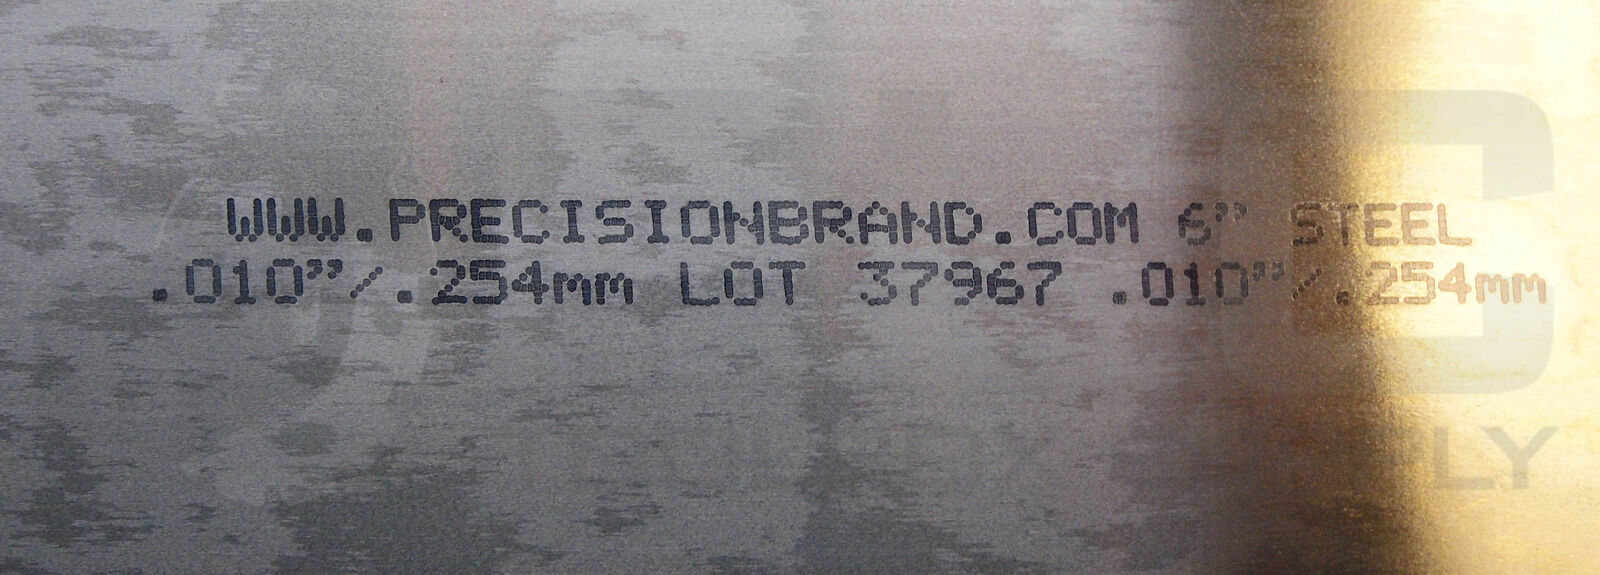 WWW.PRECISIONBRAND.COM 6” STEEL
.010”/.254mm LOT 37967 .010”/.254mm